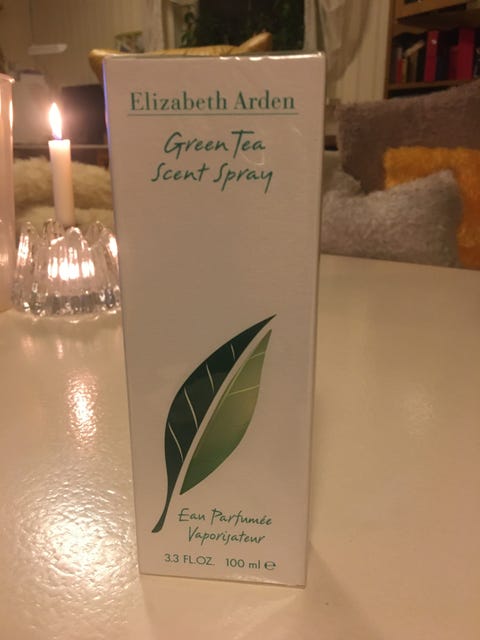 Elizabeth Arden
Green Tea
Scent Spray
Eau Parfumée
Vaporisateur
3.3 FL.OZ. 100 ml ℮